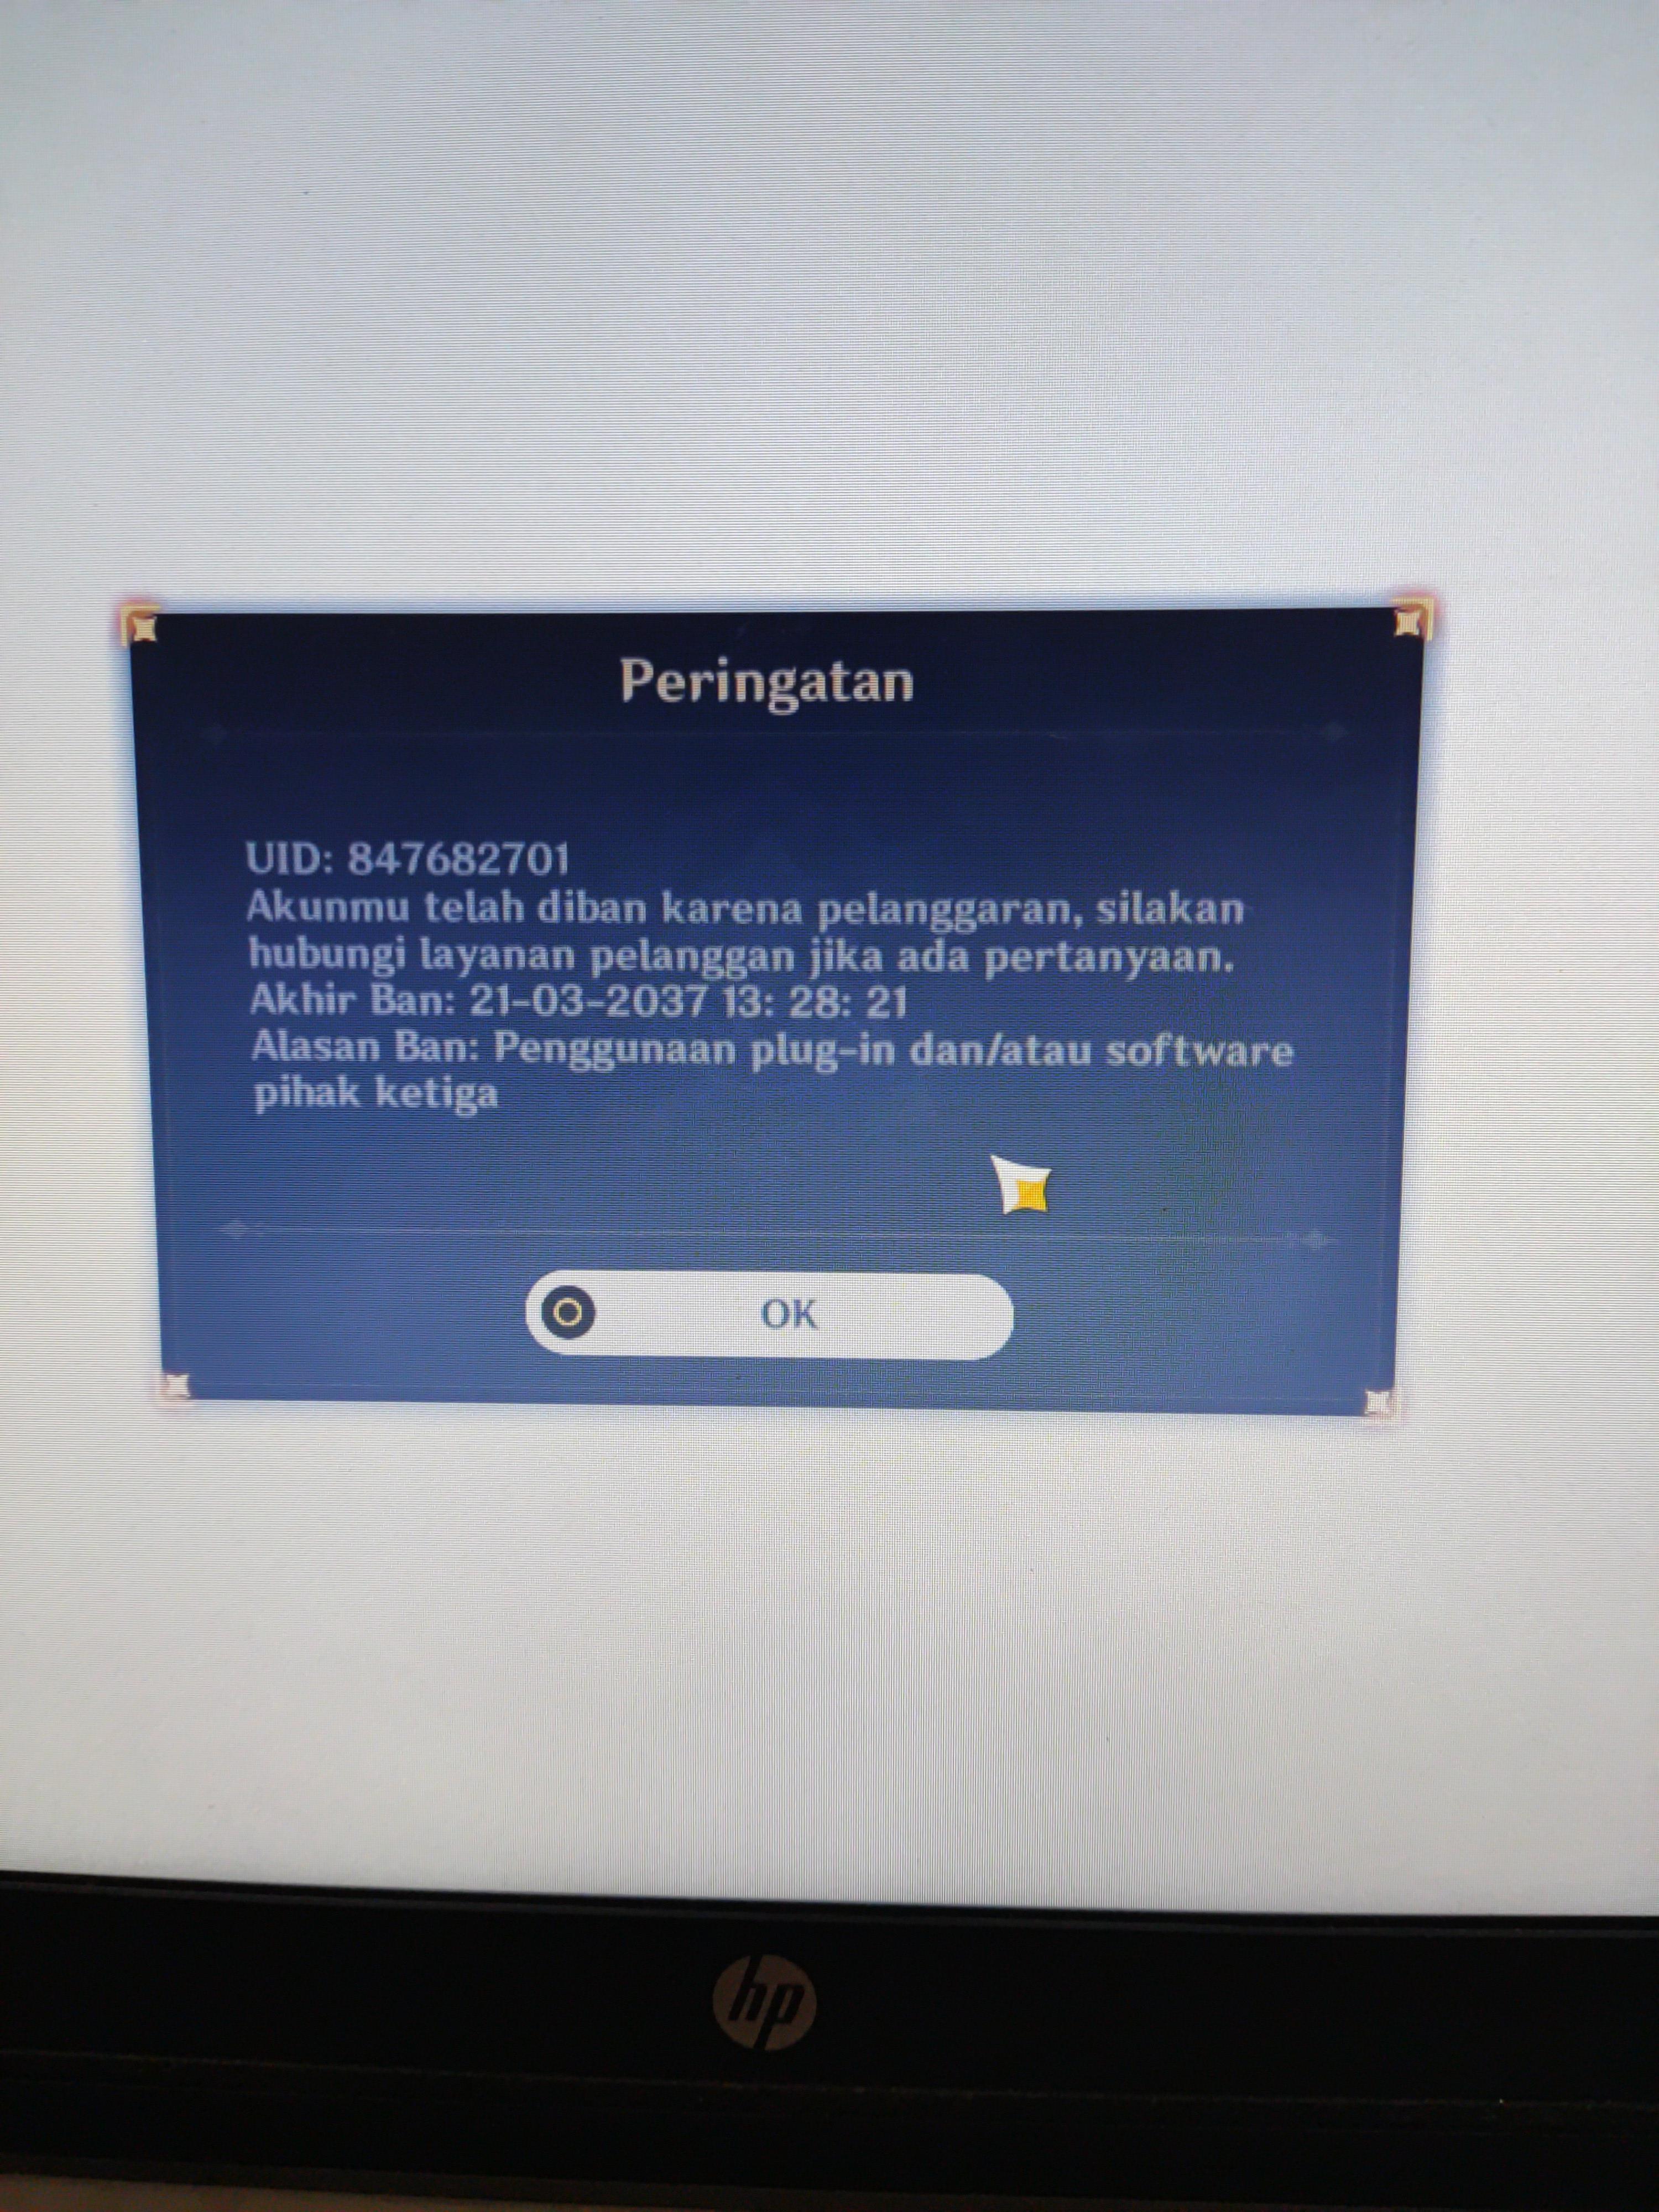 Peringatan
UID: 847682701
Akunmu telah diban karena pelanggaran, silakan
hubungi layanan pelanggan jika ada pertanyaan.
Akhir Ban: 21-03-2037 13: 28: 21
Alasan Ban: Penggunaan plug-in dan/atau software
pihak ketiga
OK
hp